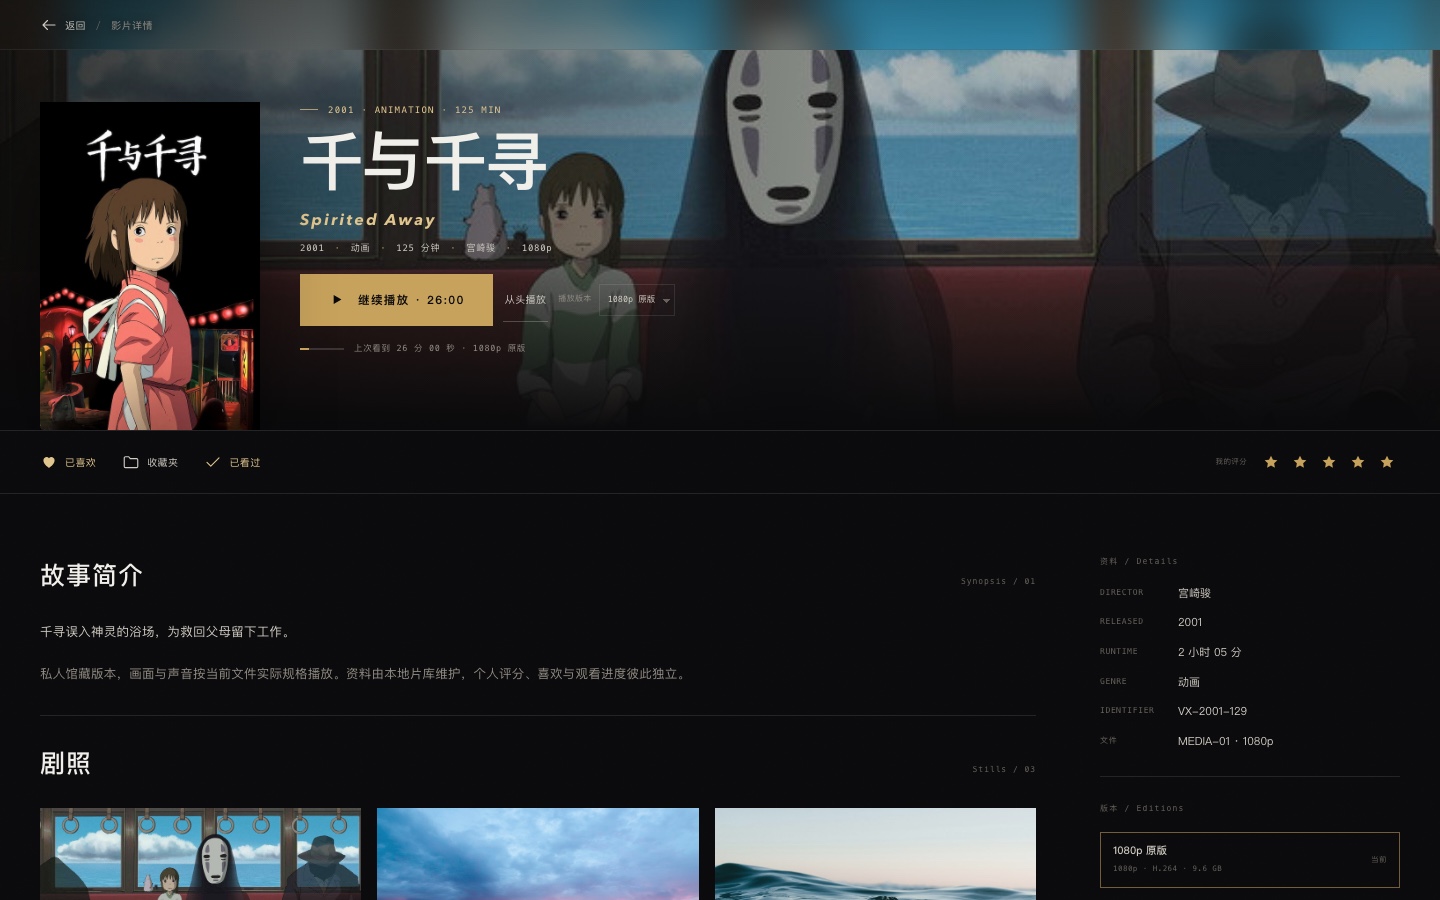 返回 / 影片详情
千与千寻
2001 · ANIMATION · 125 MIN
千与千寻
Spirited Away
2001 · 动画 · 125 分钟 · 宫崎骏 · 1080p
继续播放 · 26:00
从头播放
播放版本
1080p 原版
上次看到 26 分 00 秒 · 1080p 原版
已喜欢
收藏夹
已看过
我的评分
故事简介
Synopsis / 01
千寻误入神灵的浴场，为救回父母留下工作。
私人馆藏版本，画面与声音按当前文件实际规格播放。资料由本地片库维护，个人评分、喜欢与观看进度彼此独立。
剧照
Stills / 03
资料 / Details
DIRECTOR 宫崎骏
RELEASED 2001
RUNTIME 2 小时 05 分
GENRE 动画
IDENTIFIER VX-2001-129
文件 MEDIA-01 · 1080p
版本 / Editions
1080p 原版
1080p · H.264 · 9.6 GB
当前